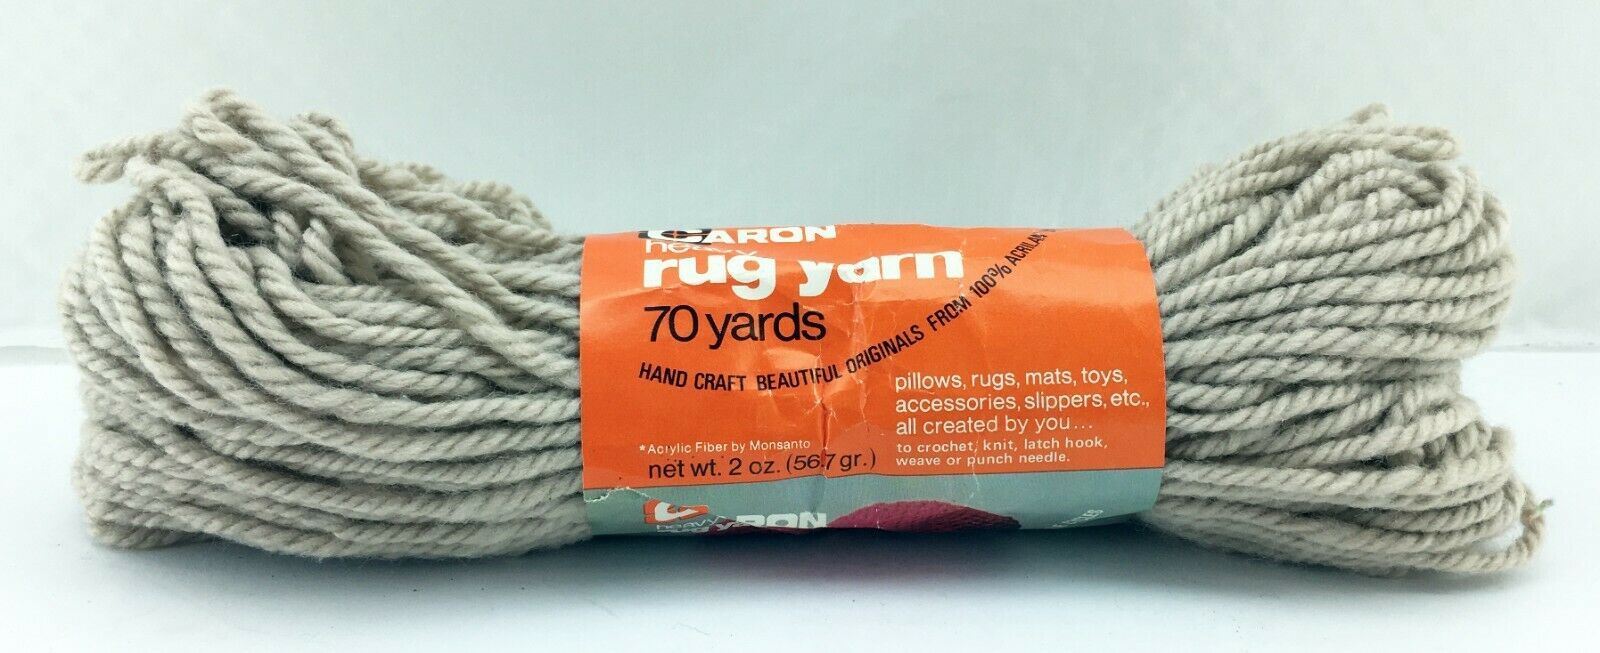 CARON
heavy
rug yarn
70 yards
HAND CRAFT BEAUTIFUL ORIGINALS FROM 100% ACRILAN
pillows, rugs, mats, toys,
accessories, slippers, etc.,
all created by you...
to crochet, knit, latch hook,
weave or punch needle.
*Acrylic Fiber by Monsanto
net wt. 2 oz. (56.7 gr.)
heavy